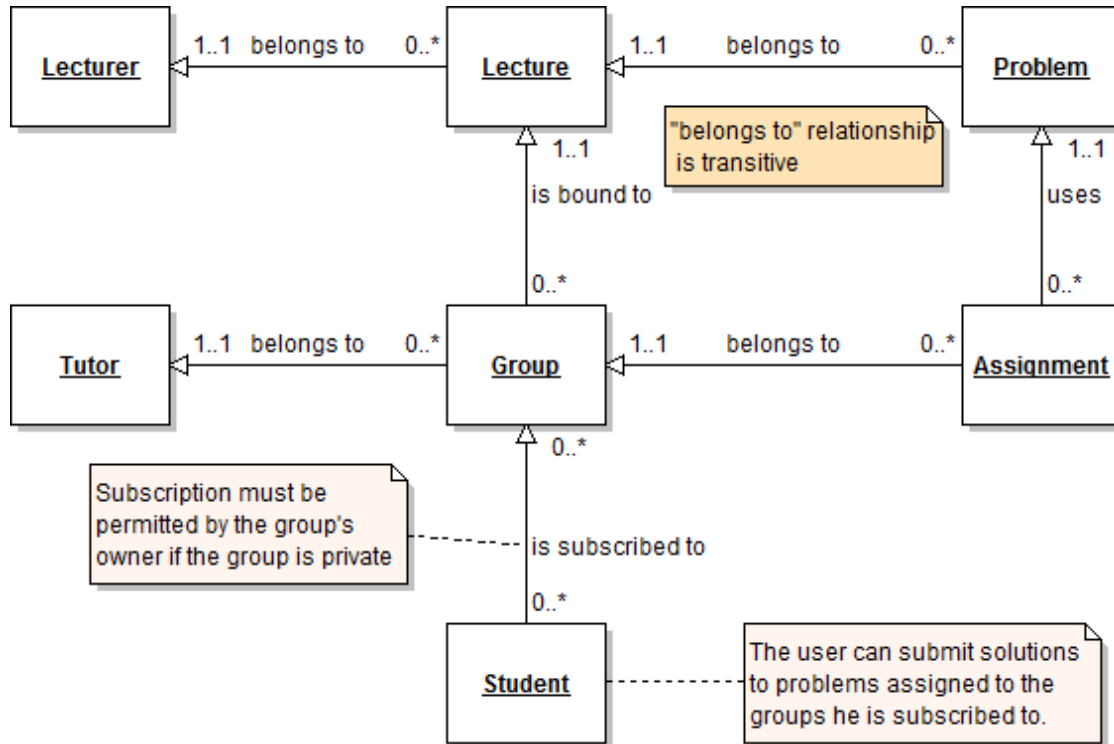 1..1 belongs to 0..*
1..1 belongs to 0..*
Lecturer
Lecture
Problem
"belongs to" relationship
is transitive
1..1
1..1
is bound to
uses
0..*
0..*
1..1 belongs to 0..*
1..1 belongs to 0..*
Tutor
Group
Assignment
0..*
Subscription must be
permitted by the group's
owner if the group is private
is subscribed to
0..*
Student
The user can submit solutions
to problems assigned to the
groups he is subscribed to.